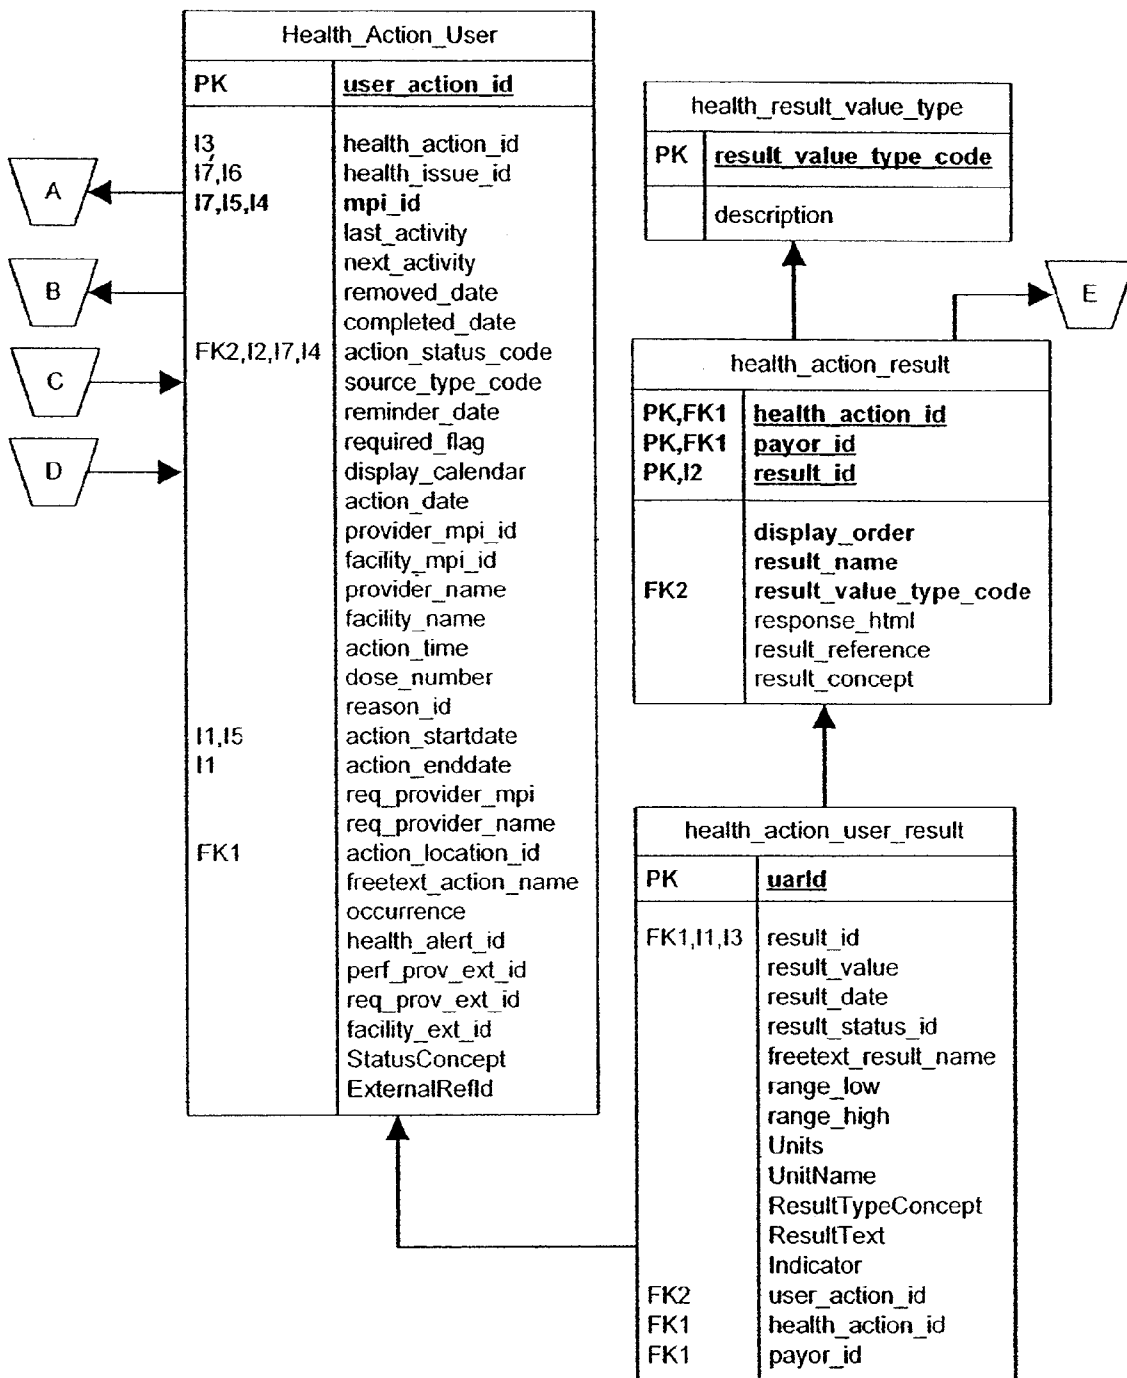 Health_Action_User
PK user_action_id
I3, health_action_id
I7,I6 health_issue_id
I7,I5,I4 mpi_id
last_activity
next_activity
removed_date
completed_date
FK2,I2,I7,I4 action_status_code
source_type_code
reminder_date
required_flag
display_calendar
action_date
provider_mpi_id
facility_mpi_id
provider_name
facility_name
action_time
dose_number
reason_id
I1,I5 action_startdate
I1 action_enddate
req_provider_mpi
req_provider_name
FK1 action_location_id
freetext_action_name
occurrence
health_alert_id
perf_prov_ext_id
req_prov_ext_id
facility_ext_id
StatusConcept
ExternalRefId
A
B
C
D
health_result_value_type
PK result_value_type_code
description
E
health_action_result
PK,FK1 health_action_id
PK,FK1 payor_id
PK,I2 result_id
display_order
result_name
FK2 result_value_type_code
response_html
result_reference
result_concept
health_action_user_result
PK uarId
FK1,I1,I3 result_id
result_value
result_date
result_status_id
freetext_result_name
range_low
range_high
Units
UnitName
ResultTypeConcept
ResultText
Indicator
FK2 user_action_id
FK1 health_action_id
FK1 payor_id